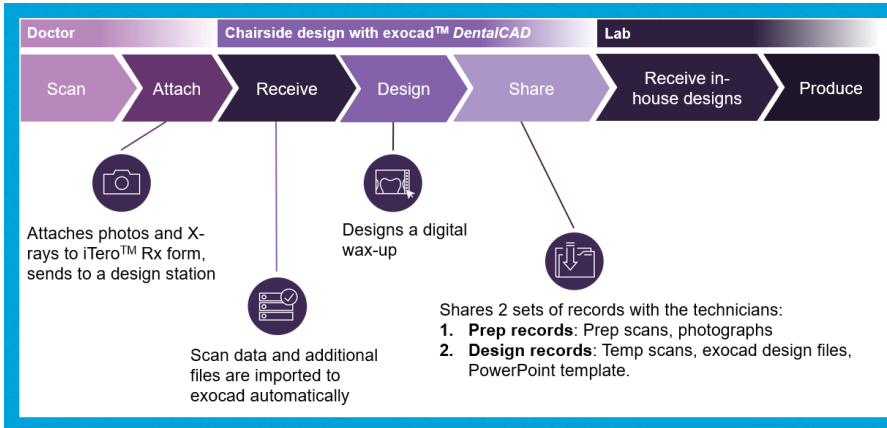 Doctor
Chairside design with exocad™ DentalCAD
Lab
Scan
Attach
Receive
Design
Share
Receive in-
house designs
Produce
Attaches photos and X-
rays to iTero™ Rx form,
sends to a design station
Scan data and additional
files are imported to
exocad automatically
Designs a digital
wax-up
Shares 2 sets of records with the technicians:
1. Prep records: Prep scans, photographs
2. Design records: Temp scans, exocad design files,
PowerPoint template.